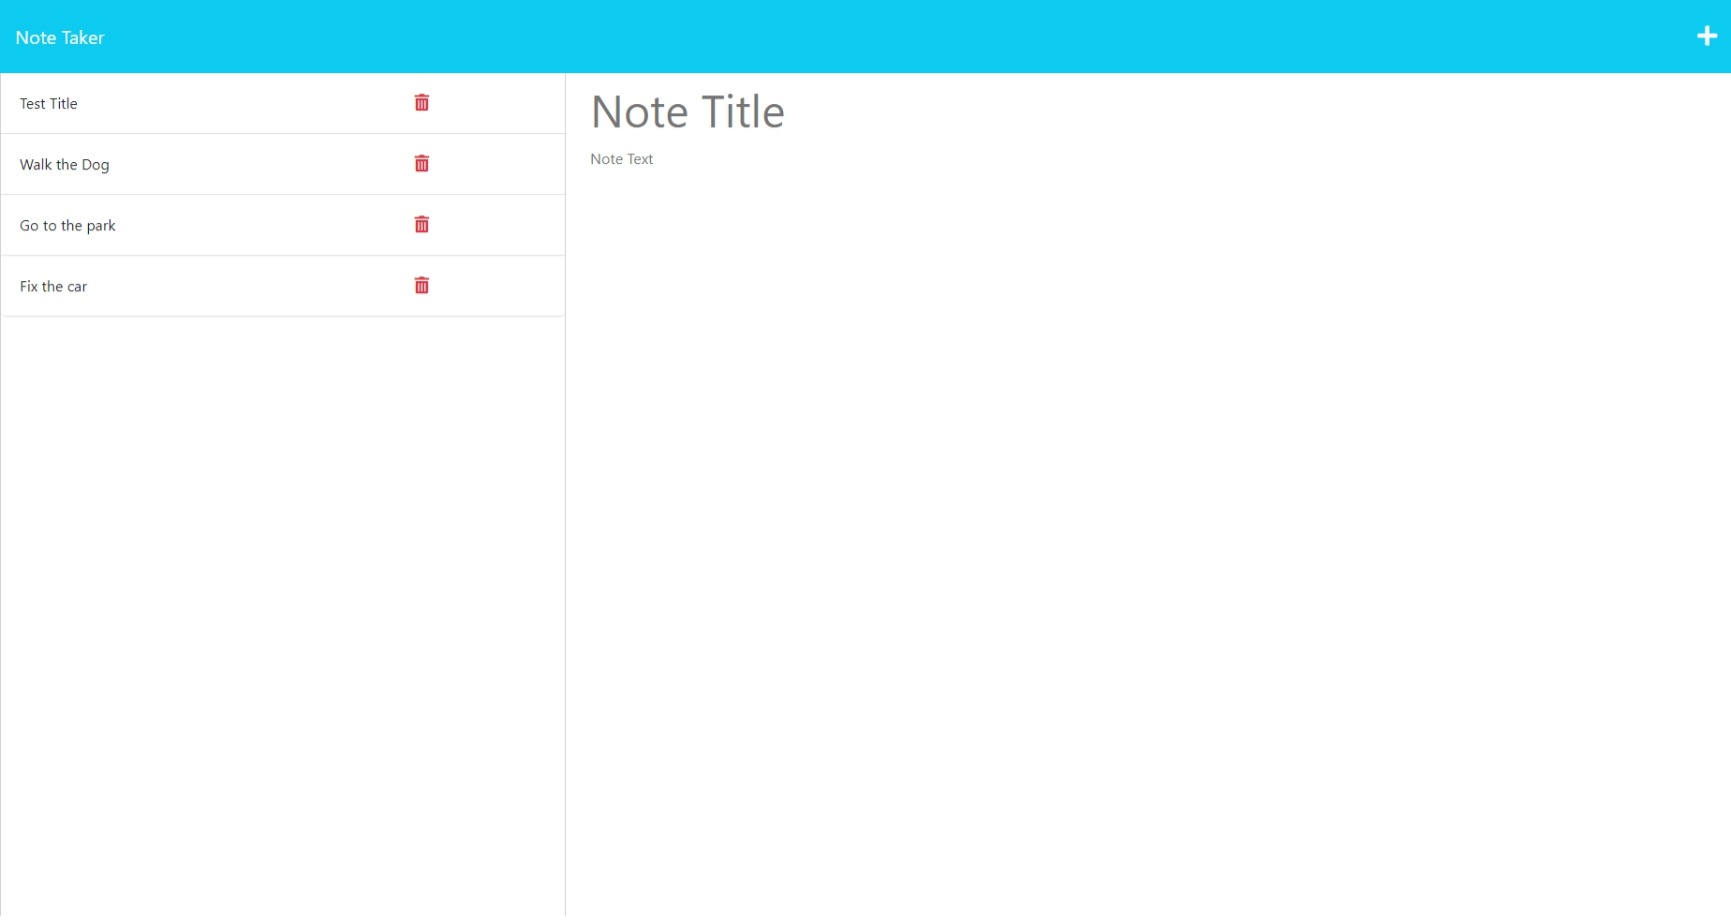 Note Taker
Test Title
Walk the Dog
Go to the park
Fix the car
Note Title
Note Text